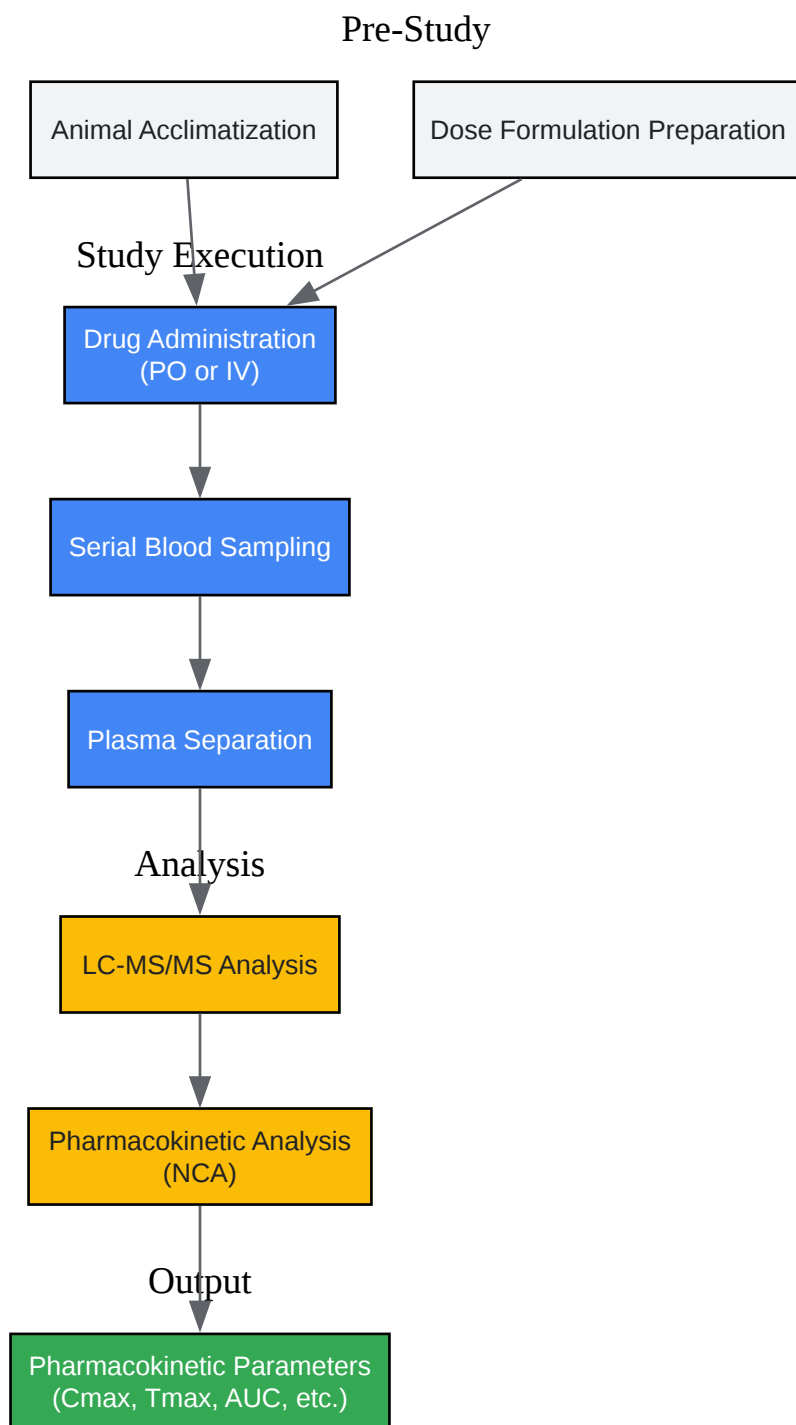 Pre-Study
Animal Acclimatization
Dose Formulation Preparation
Study Execution
Drug Administration
(PO or IV)
Serial Blood Sampling
Plasma Separation
Analysis
LC-MS/MS Analysis
Pharmacokinetic Analysis
(NCA)
Output
Pharmacokinetic Parameters
(Cmax, Tmax, AUC, etc.)